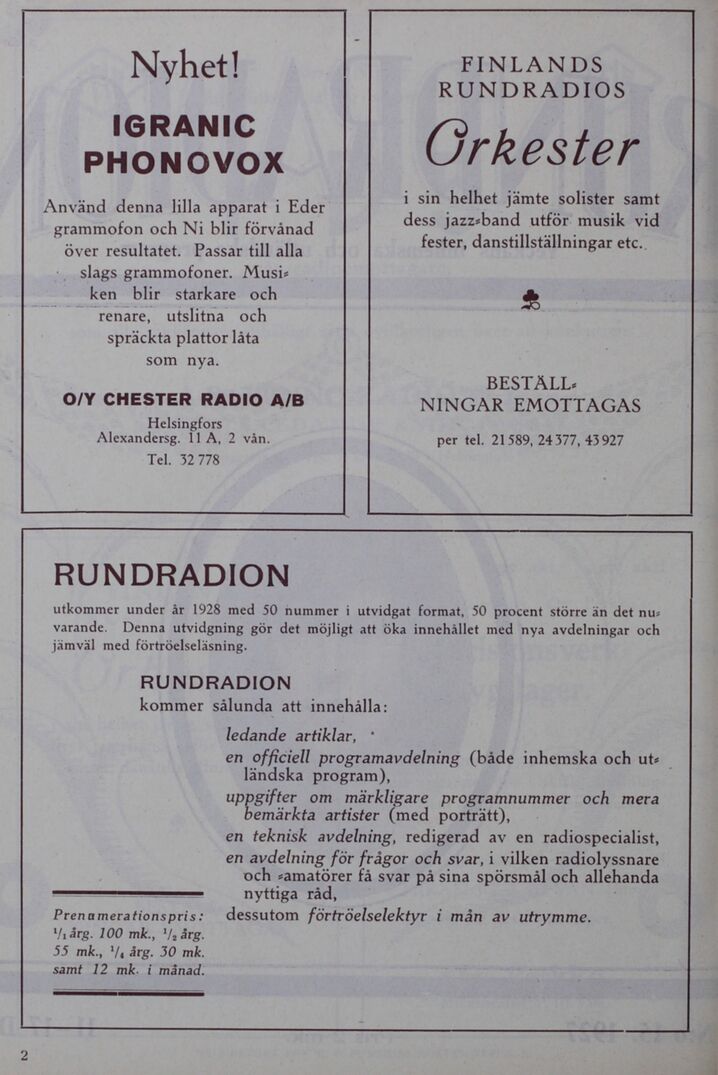 Nyhet!
IGRANIC
PHONOVOX
Använd denna lilla apparat i Eder
grammofon och Ni blir förvånad
över resultatet. Passar till alla
slags grammofoner. Musi=
ken blir starkare och
renare, utslitna och
spräckta plattor låta
som nya.
O/Y CHESTER RADIO A/B
Helsingfors
Alexandersg. 11 A, 2 vån.
Tel. 32 778
FINLANDS
RUNDRADIOS
Orkester
i sin helhet jämte solister samt
dess jazz=band utför musik vid
fester, danstillställningar etc.
BESTÄLL=
NINGAR EMOTTAGAS
per tel. 21 589, 24 377, 43 927
RUNDRADION
utkommer under år 1928 med 50 nummer i utvidgat format, 50 procent större än det nu=
varande. Denna utvidgning gör det möjligt att öka innehållet med nya avdelningar och
jämväl med förtröelseläsning.
RUNDRADION
kommer sålunda att innehålla:
ledande artiklar,
en officiell programavdelning (både inhemska och ut=
ländska program),
uppgifter om märkligare programnummer och mera
bemärkta artister (med porträtt),
en teknisk avdelning, redigerad av en radiospecialist,
en avdelning för frågor och svar, i vilken radiolyssnare
och =amatörer få svar på sina spörsmål och allehanda
nyttiga råd,
dessutom förtröelselektyr i mån av utrymme.
Prenumerationspris:
1/1 årg. 100 mk., 1/2 årg.
55 mk., 1/4 årg. 30 mk.
samt 12 mk. i månad.
2